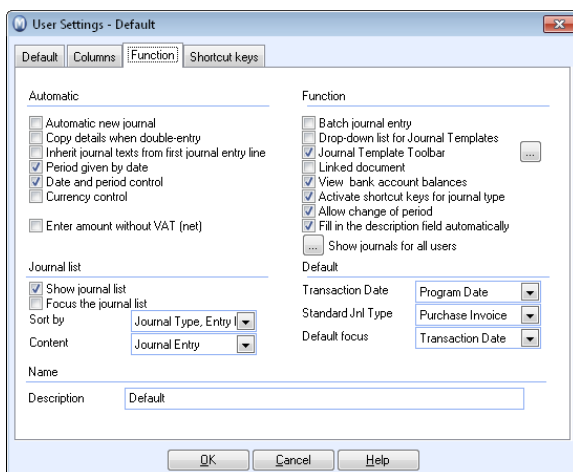 User Settings - Default
Default Columns Function Shortcut keys
Automatic
Automatic new journal
Copy details when double-entry
Inherit journal texts from first journal entry line
Period given by date
Date and period control
Currency control
Enter amount without VAT (net)
Function
Batch journal entry
Drop-down list for Journal Templates
Journal Template Toolbar
...
Linked document
View bank account balances
Activate shortcut keys for journal type
Allow change of period
Fill in the description field automatically
... Show journals for all users
Journal list
Show journal list
Focus the journal list
Sort by Journal Type, Entry
Content Journal Entry
Default
Transaction Date Program Date
Standard Jnl Type Purchase Invoice
Default focus Transaction Date
Name
Description Default
OK Cancel Help